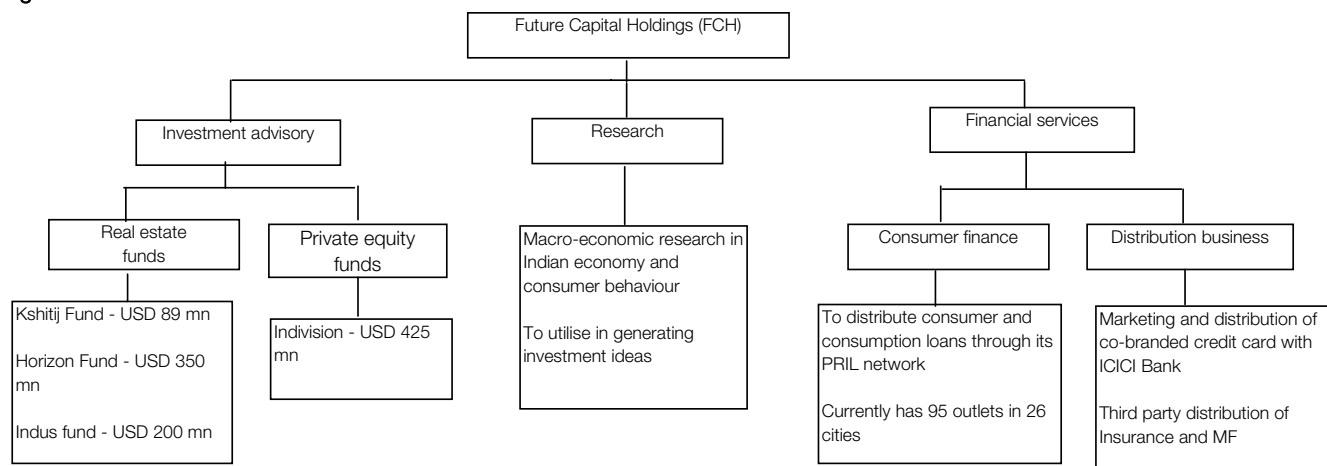 Future Capital Holdings (FCH)
Investment advisory
Research
Financial services
Real estate
funds
Private equity
funds
Macro-economic research in
Indian economy and
consumer behaviour
To utilise in generating
investment ideas
Consumer finance
Distribution business
Kshitij Fund - USD 89 mn
Horizon Fund - USD 350
mn
Indus fund - USD 200 mn
Indivision - USD 425
mn
To distribute consumer and
consumption loans through its
PRIL network
Currently has 95 outlets in 26
cities
Marketing and distribution of
co-branded credit card with
ICICI Bank
Third party distribution of
Insurance and MF